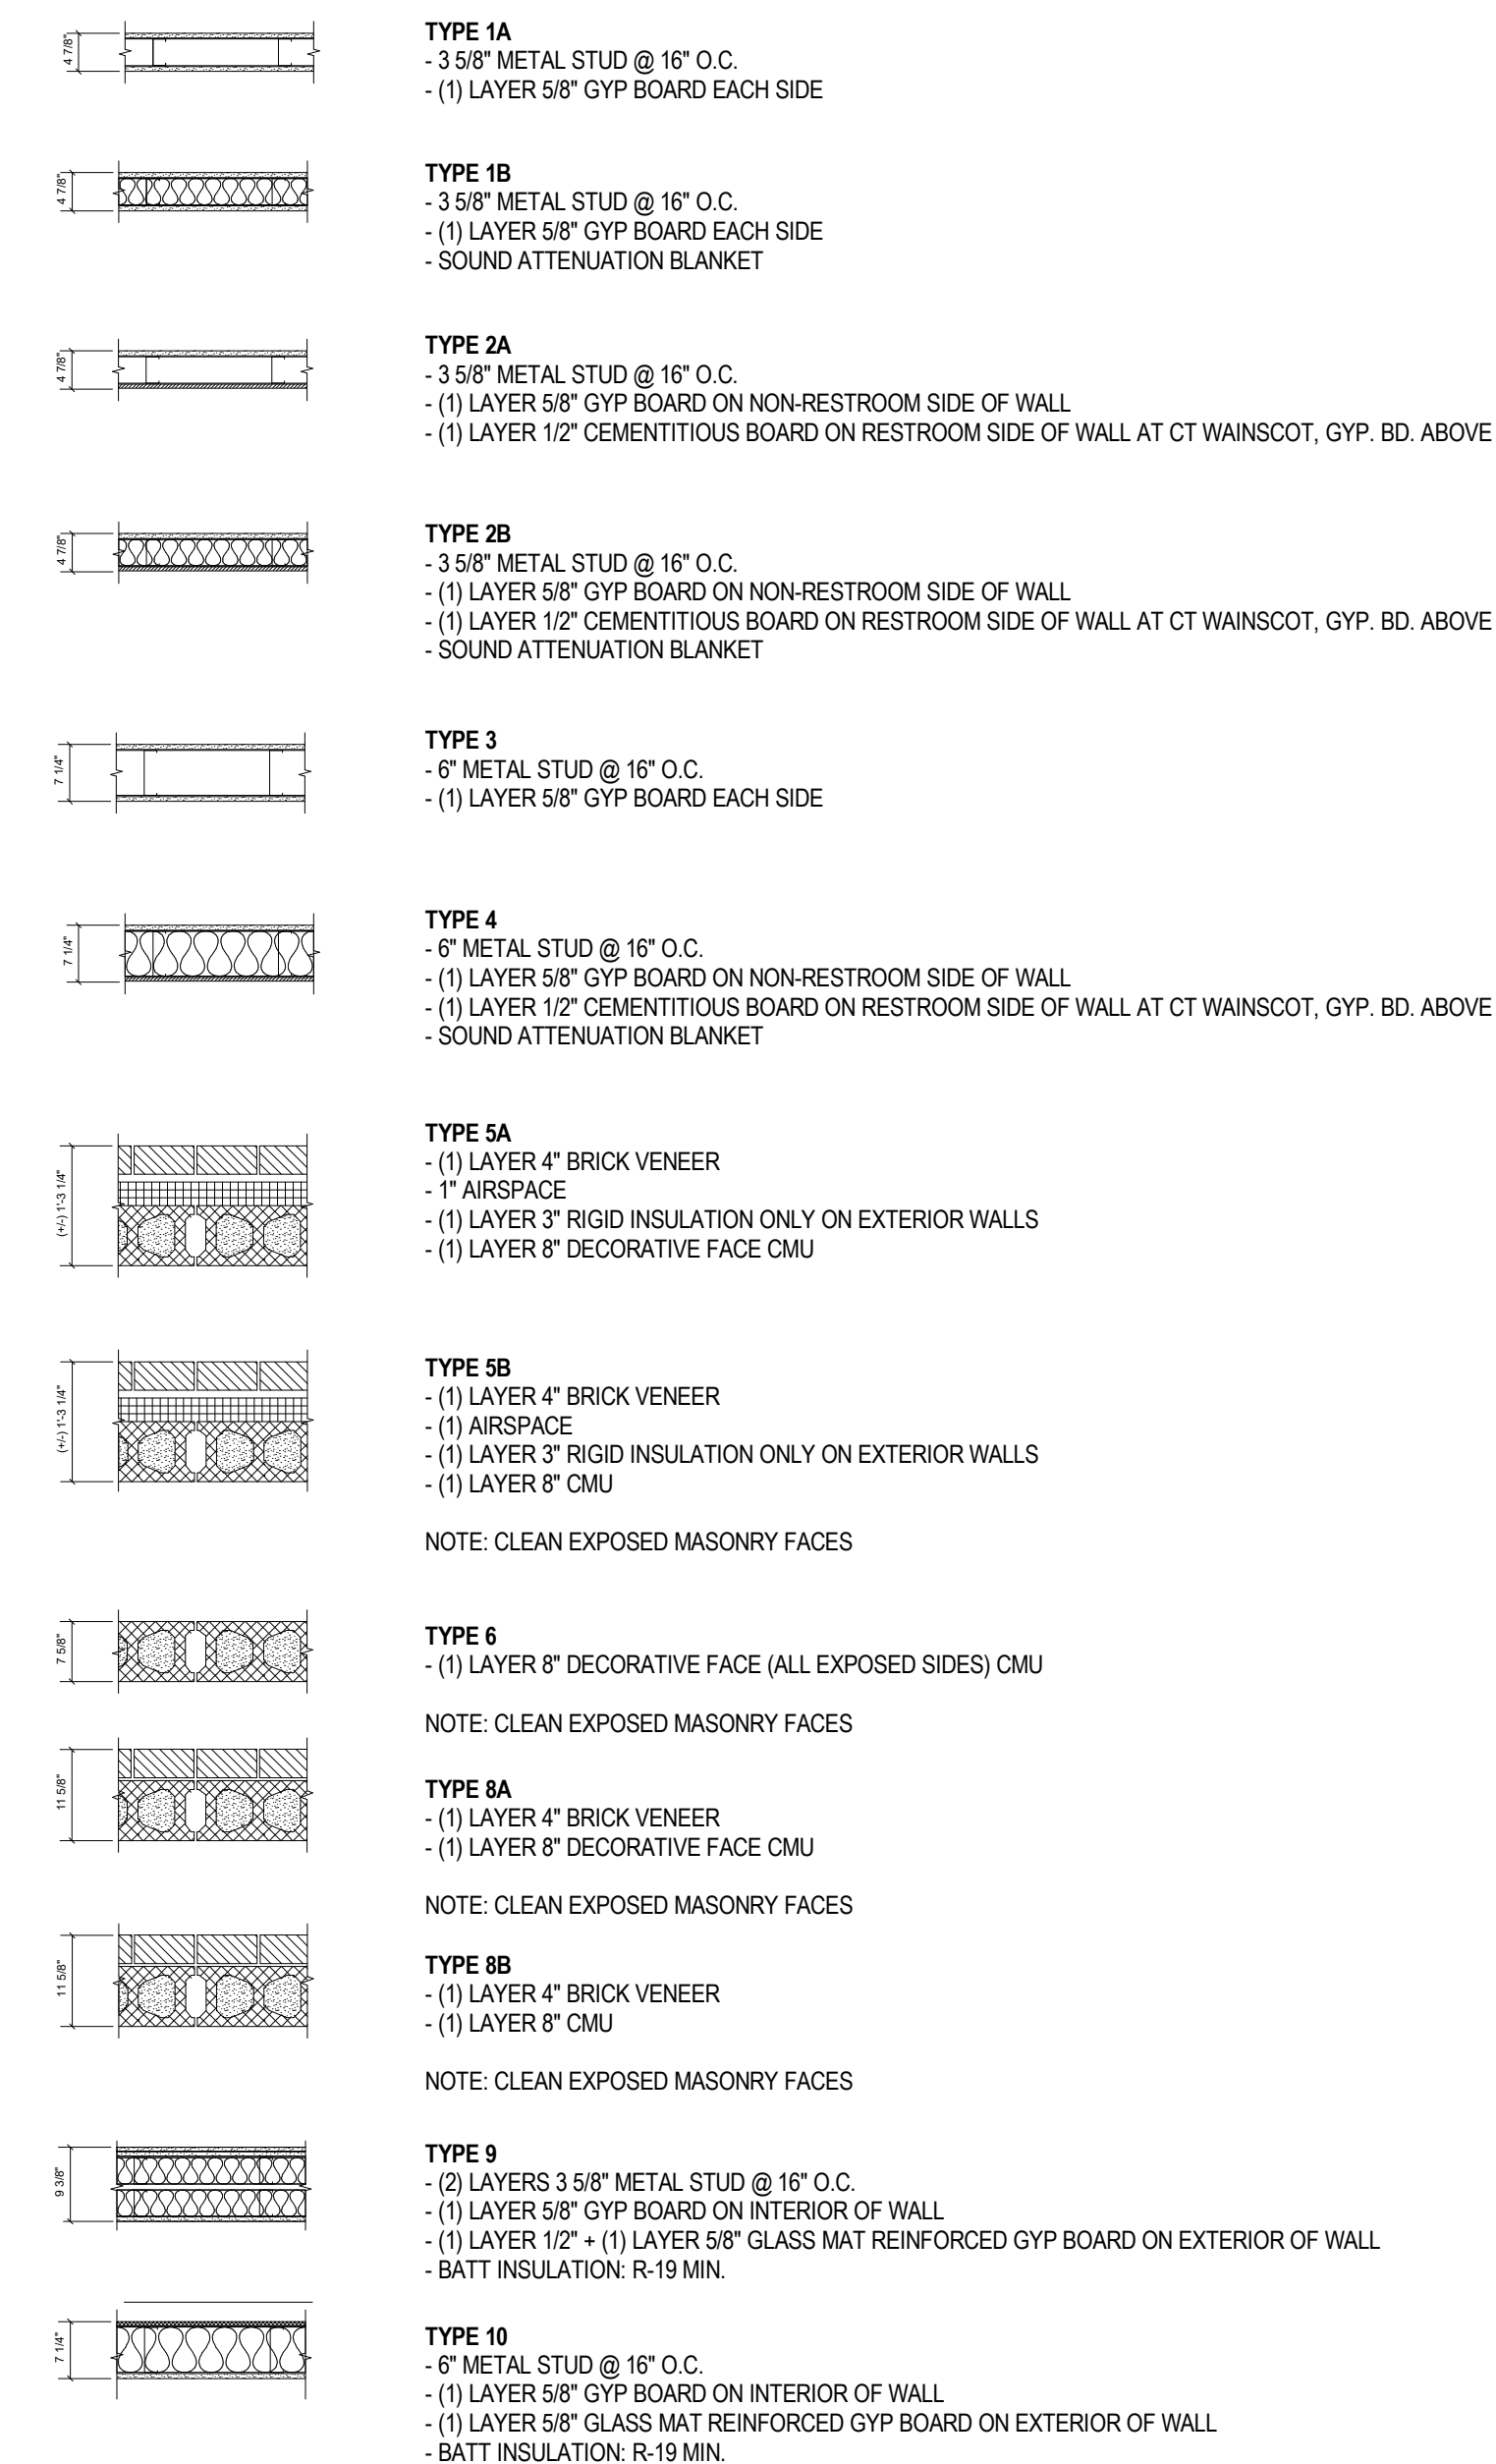 4 7/8"
TYPE 1A
- 3 5/8" METAL STUD @ 16" O.C.
- (1) LAYER 5/8" GYP BOARD EACH SIDE
4 7/8"
TYPE 1B
- 3 5/8" METAL STUD @ 16" O.C.
- (1) LAYER 5/8" GYP BOARD EACH SIDE
- SOUND ATTENUATION BLANKET
4 7/8"
TYPE 2A
- 3 5/8" METAL STUD @ 16" O.C.
- (1) LAYER 5/8" GYP BOARD ON NON-RESTROOM SIDE OF WALL
- (1) LAYER 1/2" CEMENTITIOUS BOARD ON RESTROOM SIDE OF WALL AT CT WAINSCOT, GYP. BD. ABOVE
4 7/8"
TYPE 2B
- 3 5/8" METAL STUD @ 16" O.C.
- (1) LAYER 5/8" GYP BOARD ON NON-RESTROOM SIDE OF WALL
- (1) LAYER 1/2" CEMENTITIOUS BOARD ON RESTROOM SIDE OF WALL AT CT WAINSCOT, GYP. BD. ABOVE
- SOUND ATTENUATION BLANKET
7 1/4"
TYPE 3
- 6" METAL STUD @ 16" O.C.
- (1) LAYER 5/8" GYP BOARD EACH SIDE
7 1/4"
TYPE 4
- 6" METAL STUD @ 16" O.C.
- (1) LAYER 5/8" GYP BOARD ON NON-RESTROOM SIDE OF WALL
- (1) LAYER 1/2" CEMENTITIOUS BOARD ON RESTROOM SIDE OF WALL AT CT WAINSCOT, GYP. BD. ABOVE
- SOUND ATTENUATION BLANKET
(+/-) 1'-3 1/4"
TYPE 5A
- (1) LAYER 4" BRICK VENEER
- 1" AIRSPACE
- (1) LAYER 3" RIGID INSULATION ONLY ON EXTERIOR WALLS
- (1) LAYER 8" DECORATIVE FACE CMU
(+/-) 1'-3 1/4"
TYPE 5B
- (1) LAYER 4" BRICK VENEER
- (1) AIRSPACE
- (1) LAYER 3" RIGID INSULATION ONLY ON EXTERIOR WALLS
- (1) LAYER 8" CMU
NOTE: CLEAN EXPOSED MASONRY FACES
7 5/8"
TYPE 6
- (1) LAYER 8" DECORATIVE FACE (ALL EXPOSED SIDES) CMU
NOTE: CLEAN EXPOSED MASONRY FACES
11 5/8"
TYPE 8A
- (1) LAYER 4" BRICK VENEER
- (1) LAYER 8" DECORATIVE FACE CMU
NOTE: CLEAN EXPOSED MASONRY FACES
11 5/8"
TYPE 8B
- (1) LAYER 4" BRICK VENEER
- (1) LAYER 8" CMU
NOTE: CLEAN EXPOSED MASONRY FACES
9 3/8"
TYPE 9
- (2) LAYERS 3 5/8" METAL STUD @ 16" O.C.
- (1) LAYER 5/8" GYP BOARD ON INTERIOR OF WALL
- (1) LAYER 1/2" + (1) LAYER 5/8" GLASS MAT REINFORCED GYP BOARD ON EXTERIOR OF WALL
- BATT INSULATION: R-19 MIN.
7 1/4"
TYPE 10
- 6" METAL STUD @ 16" O.C.
- (1) LAYER 5/8" GYP BOARD ON INTERIOR OF WALL
- (1) LAYER 5/8" GLASS MAT REINFORCED GYP BOARD ON EXTERIOR OF WALL
- BATT INSULATION: R-19 MIN.